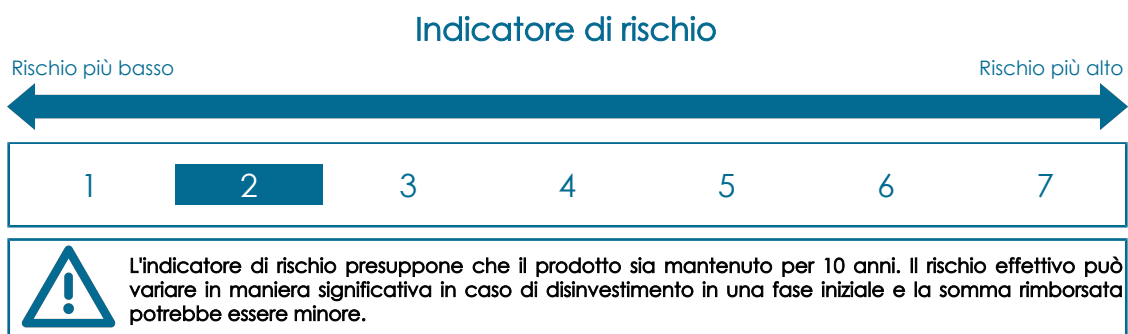 Indicatore di rischio
Rischio più basso
Rischio più alto
1 2 3 4 5 6 7
L'indicatore di rischio presuppone che il prodotto sia mantenuto per 10 anni. Il rischio effettivo può
variare in maniera significativa in caso di disinvestimento in una fase iniziale e la somma rimborsata
potrebbe essere minore.